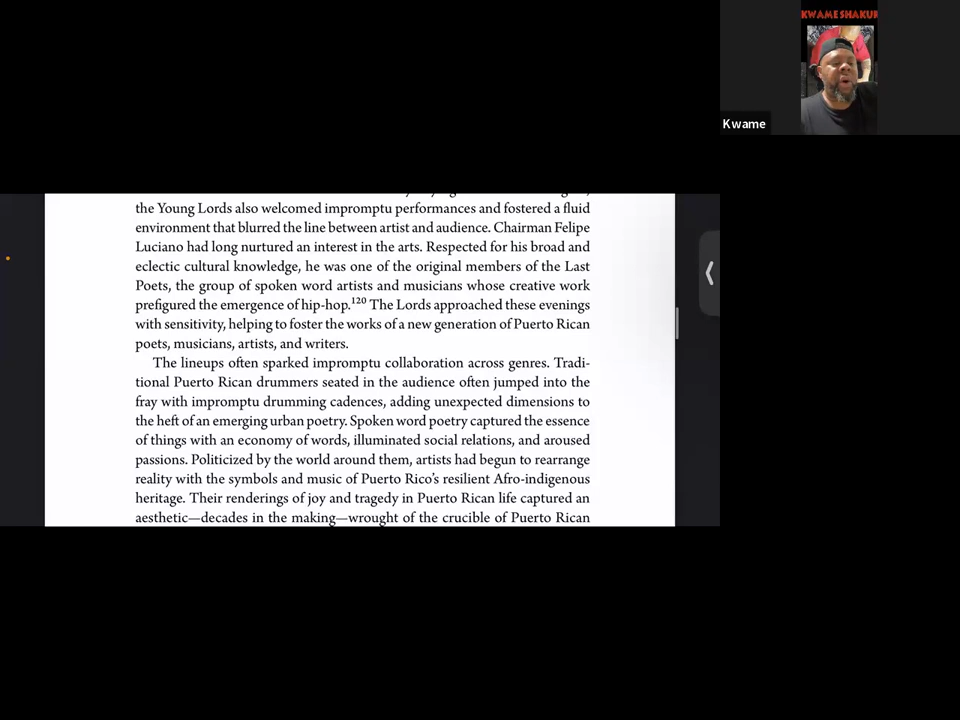 KWAME SHAKUR
Kwame
the Young Lords also welcomed impromptu performances and fostered a fluid
environment that blurred the line between artist and audience. Chairman Felipe
Luciano had long nurtured an interest in the arts. Respected for his broad and
eclectic cultural knowledge, he was one of the original members of the Last
Poets, the group of spoken word artists and musicians whose creative work
prefigured the emergence of hip-hop.120 The Lords approached these evenings
with sensitivity, helping to foster the works of a new generation of Puerto Rican
poets, musicians, artists, and writers.
The lineups often sparked impromptu collaboration across genres. Tradi-
tional Puerto Rican drummers seated in the audience often jumped into the
fray with impromptu drumming cadences, adding unexpected dimensions to
the heft of an emerging urban poetry. Spoken word poetry captured the essence
of things with an economy of words, illuminated social relations, and aroused
passions. Politicized by the world around them, artists had begun to rearrange
reality with the symbols and music of Puerto Rico’s resilient Afro-indigenous
heritage. Their renderings of joy and tragedy in Puerto Rican life captured an
aesthetic—decades in the making—wrought of the crucible of Puerto Rican